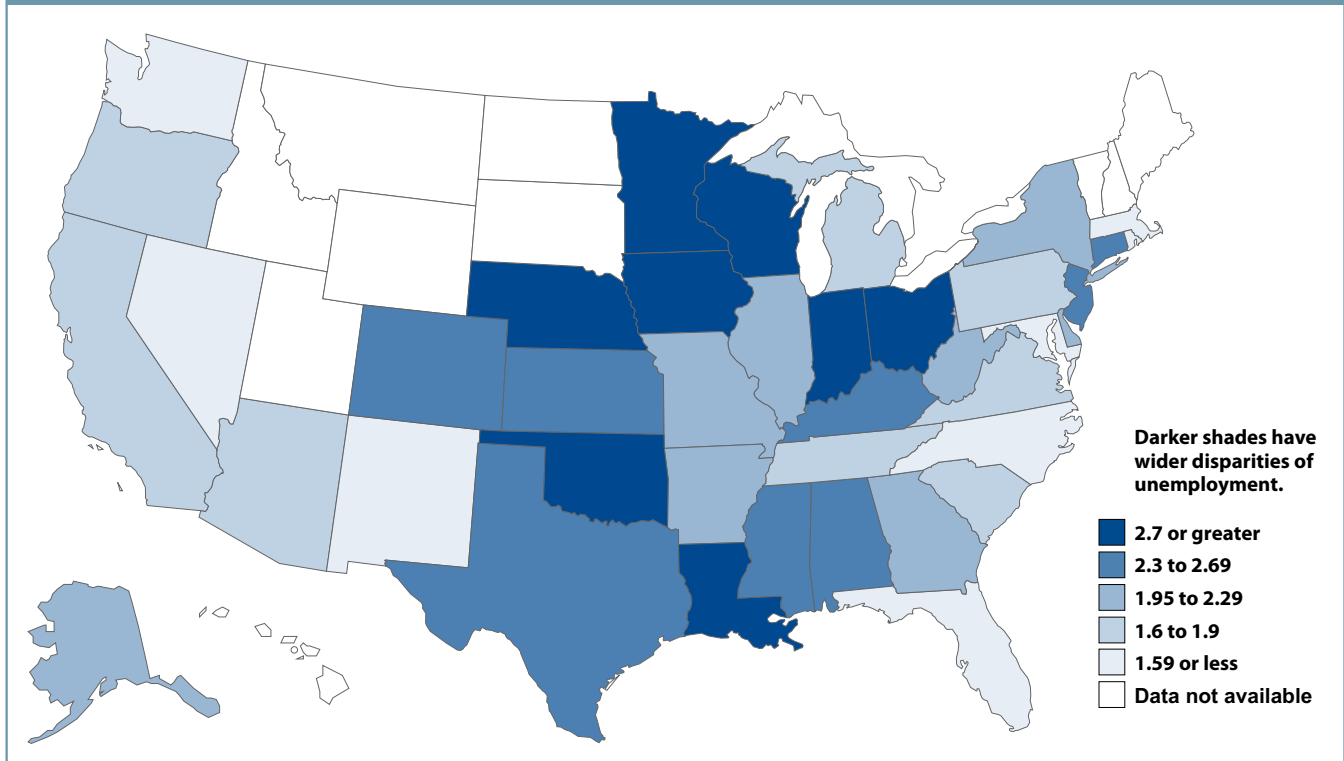 Darker shades have
wider disparities of
unemployment.
2.7 or greater
2.3 to 2.69
1.95 to 2.29
1.6 to 1.9
1.59 or less
Data not available